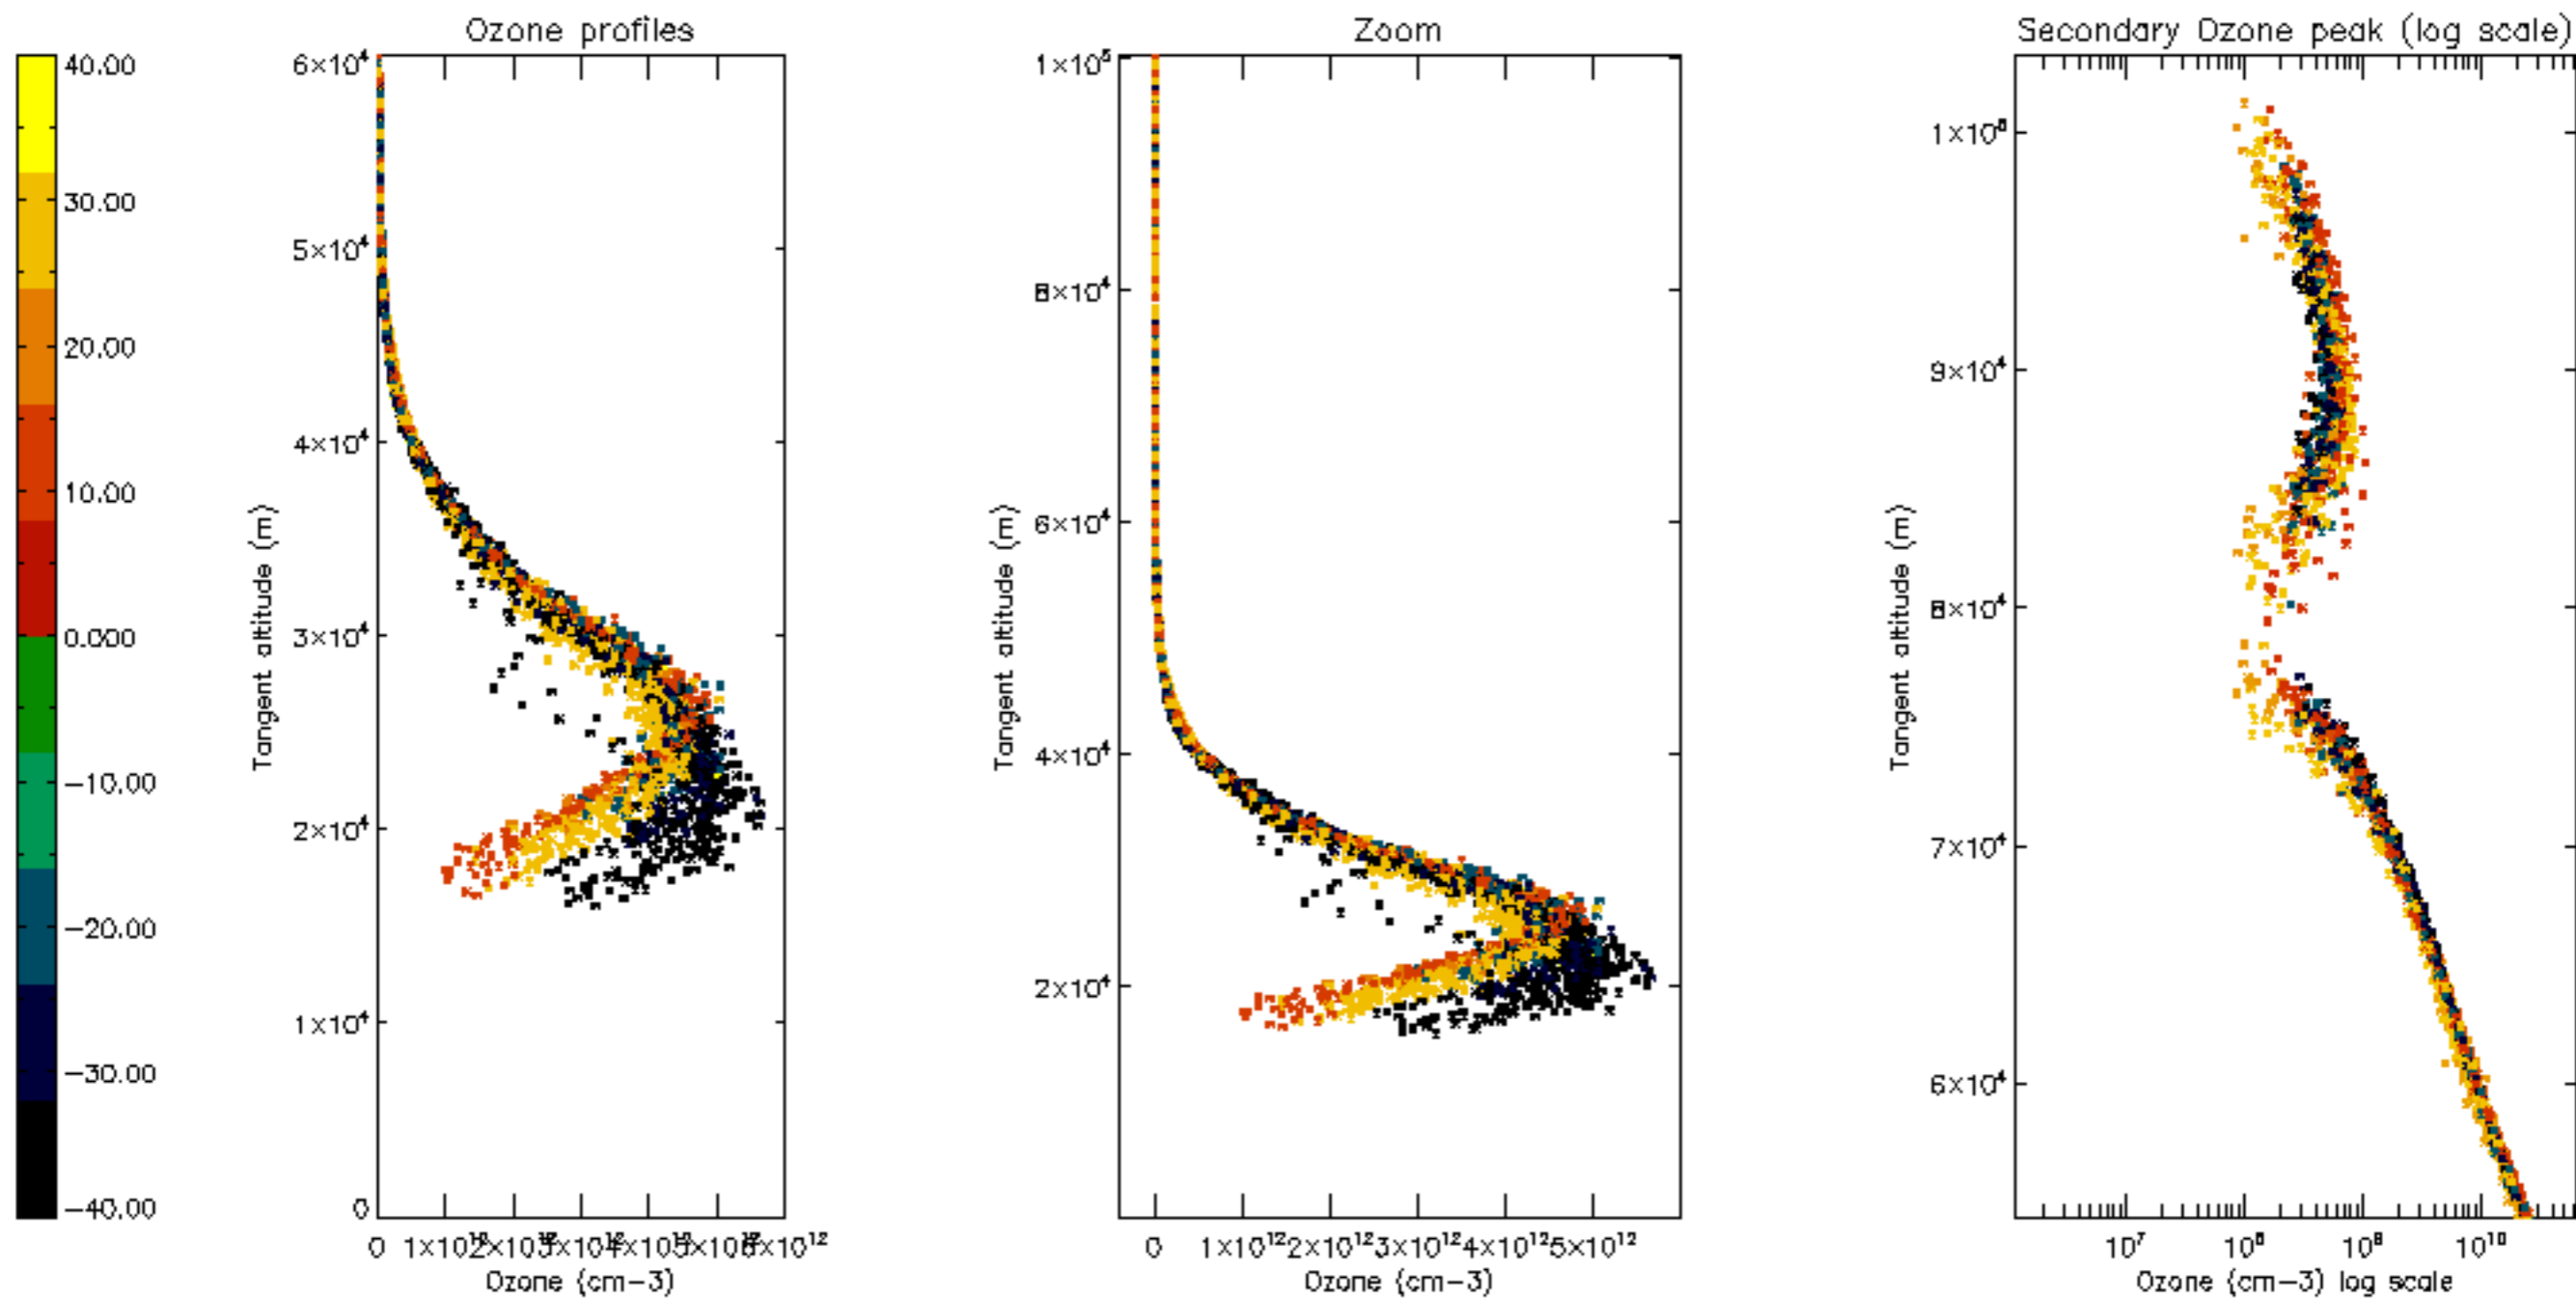 Ozone profiles
Zoom
Secondary Ozone peak (log scale)
40.00
30.00
20.00
10.00
−10.00
−20.00
−30.00
−40.00
6×10⁴
5×10⁴
4×10⁴
3×10⁴
2×10⁴
1×10⁴
0
Tangent altitude (m)
0
Ozone (cm−3)
1×10⁵
8×10⁴
6×10⁴
4×10⁴
2×10⁴
Tangent altitude (m)
0 1×10¹² 2×10¹² 3×10¹² 4×10¹² 5×10¹²
Ozone (cm−3)
9×10⁴
8×10⁴
7×10⁴
6×10⁴
Tangent altitude (m)
10⁷ 10⁸ 10⁹ 10¹⁰
Ozone (cm−3) log scale